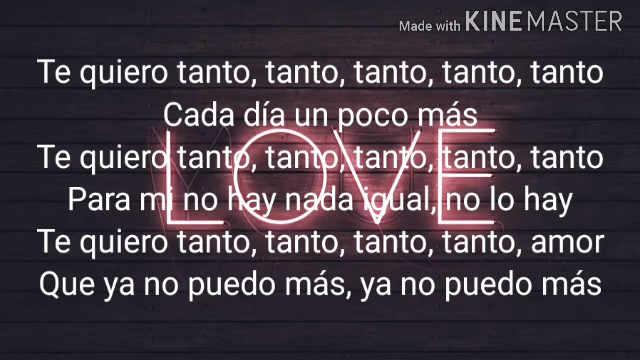 Made with KINEMASTER
Te quiero tanto, tanto, tanto, tanto, tanto
Cada día un poco más
LOVE
Te quiero tanto, tanto, tanto, tanto, tanto
Para mi no hay nada igual, no lo hay
Te quiero tanto, tanto, tanto, tanto, amor
Que ya no puedo más, ya no puedo más